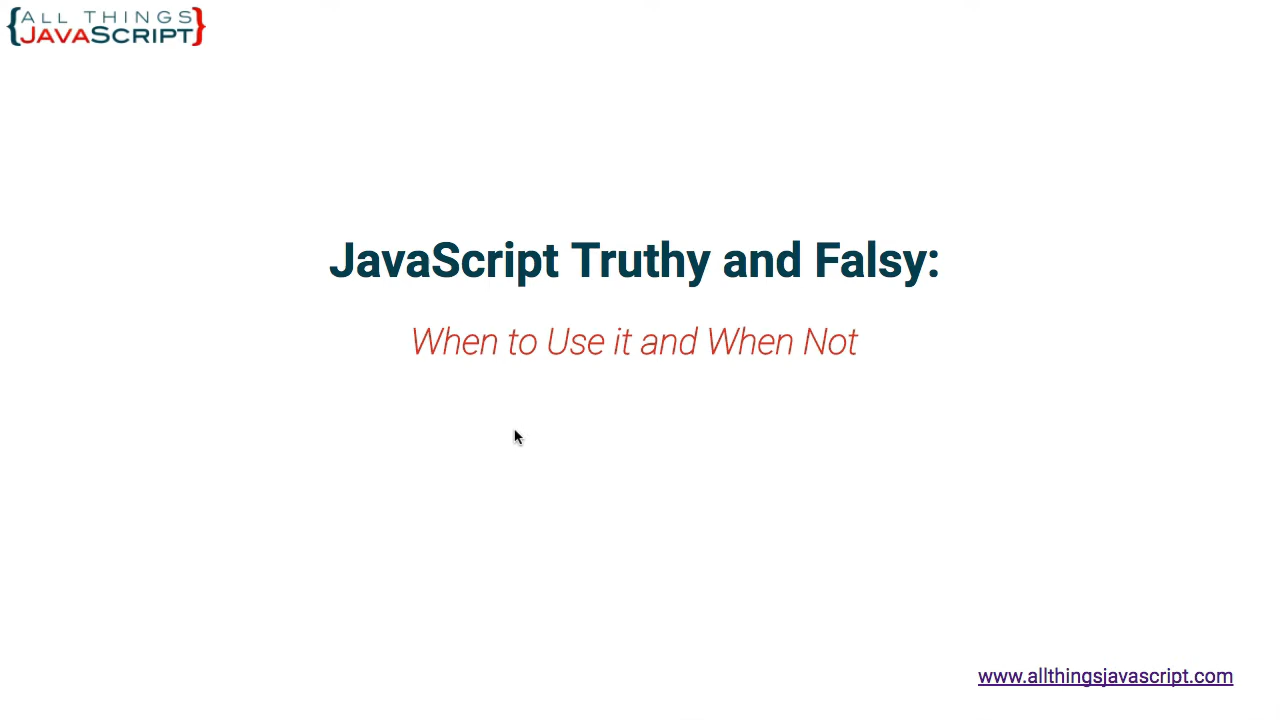 {ALL THINGS
JAVASCRIPT}
JavaScript Truthy and Falsy:
When to Use it and When Not
www.allthingsjavascript.com